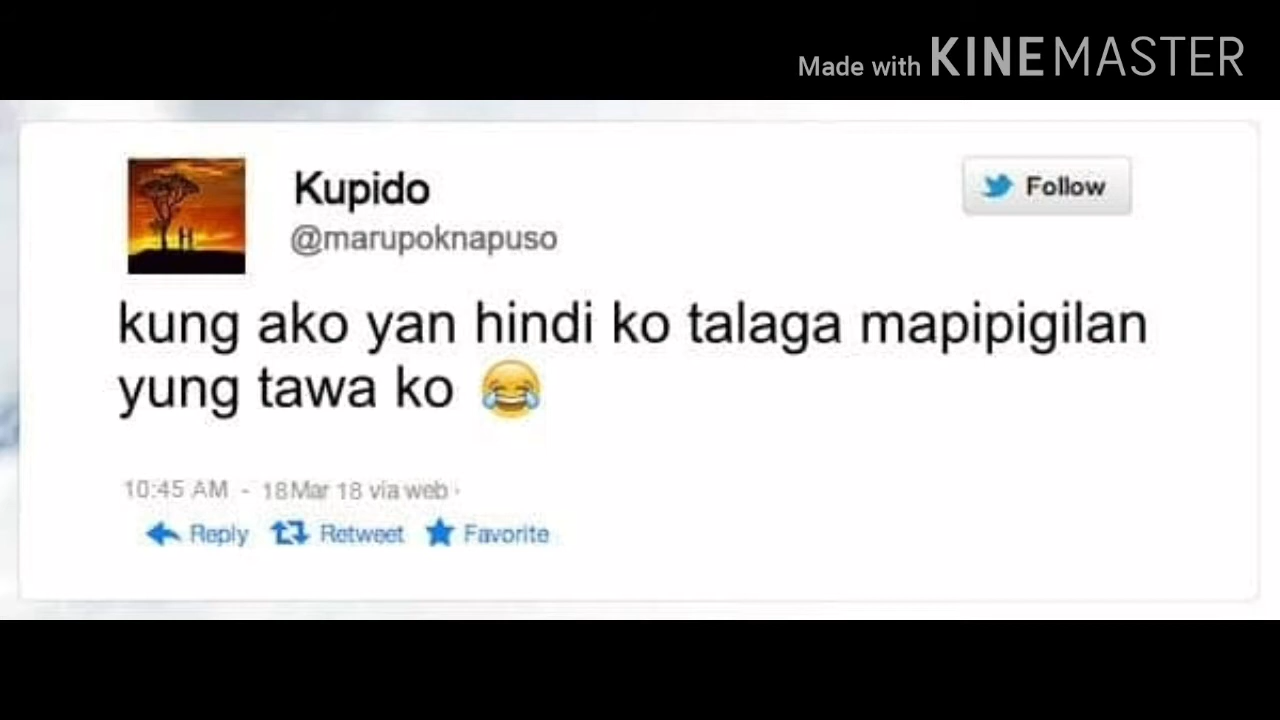 Made with KINEMASTER
Kupido
Follow
@marupoknapuso
kung ako yan hindi ko talaga mapipigilan
yung tawa ko 😂
10:45 AM - 18 Mar 18 via web ·
Reply Retweet Favorite